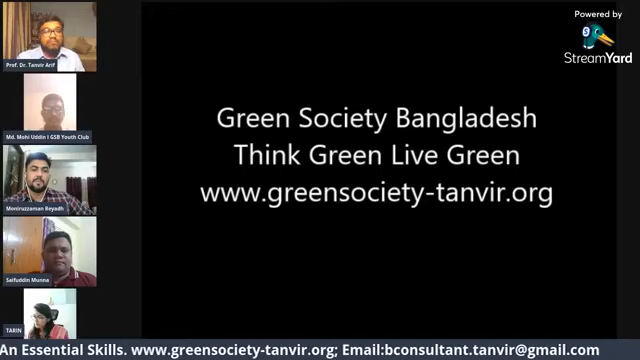 Powered by
StreamYard
Prof. Dr. Tanvir Arif
Md. Mohi Uddin I GSB Youth Club
Moniruzzaman Reyadh
Saifuddin Munna
TARIN
Green Society Bangladesh
Think Green Live Green
www.greensociety-tanvir.org
An Essential Skills. www.greensociety-tanvir.org; Email:bconsultant.tanvir@gmail.com